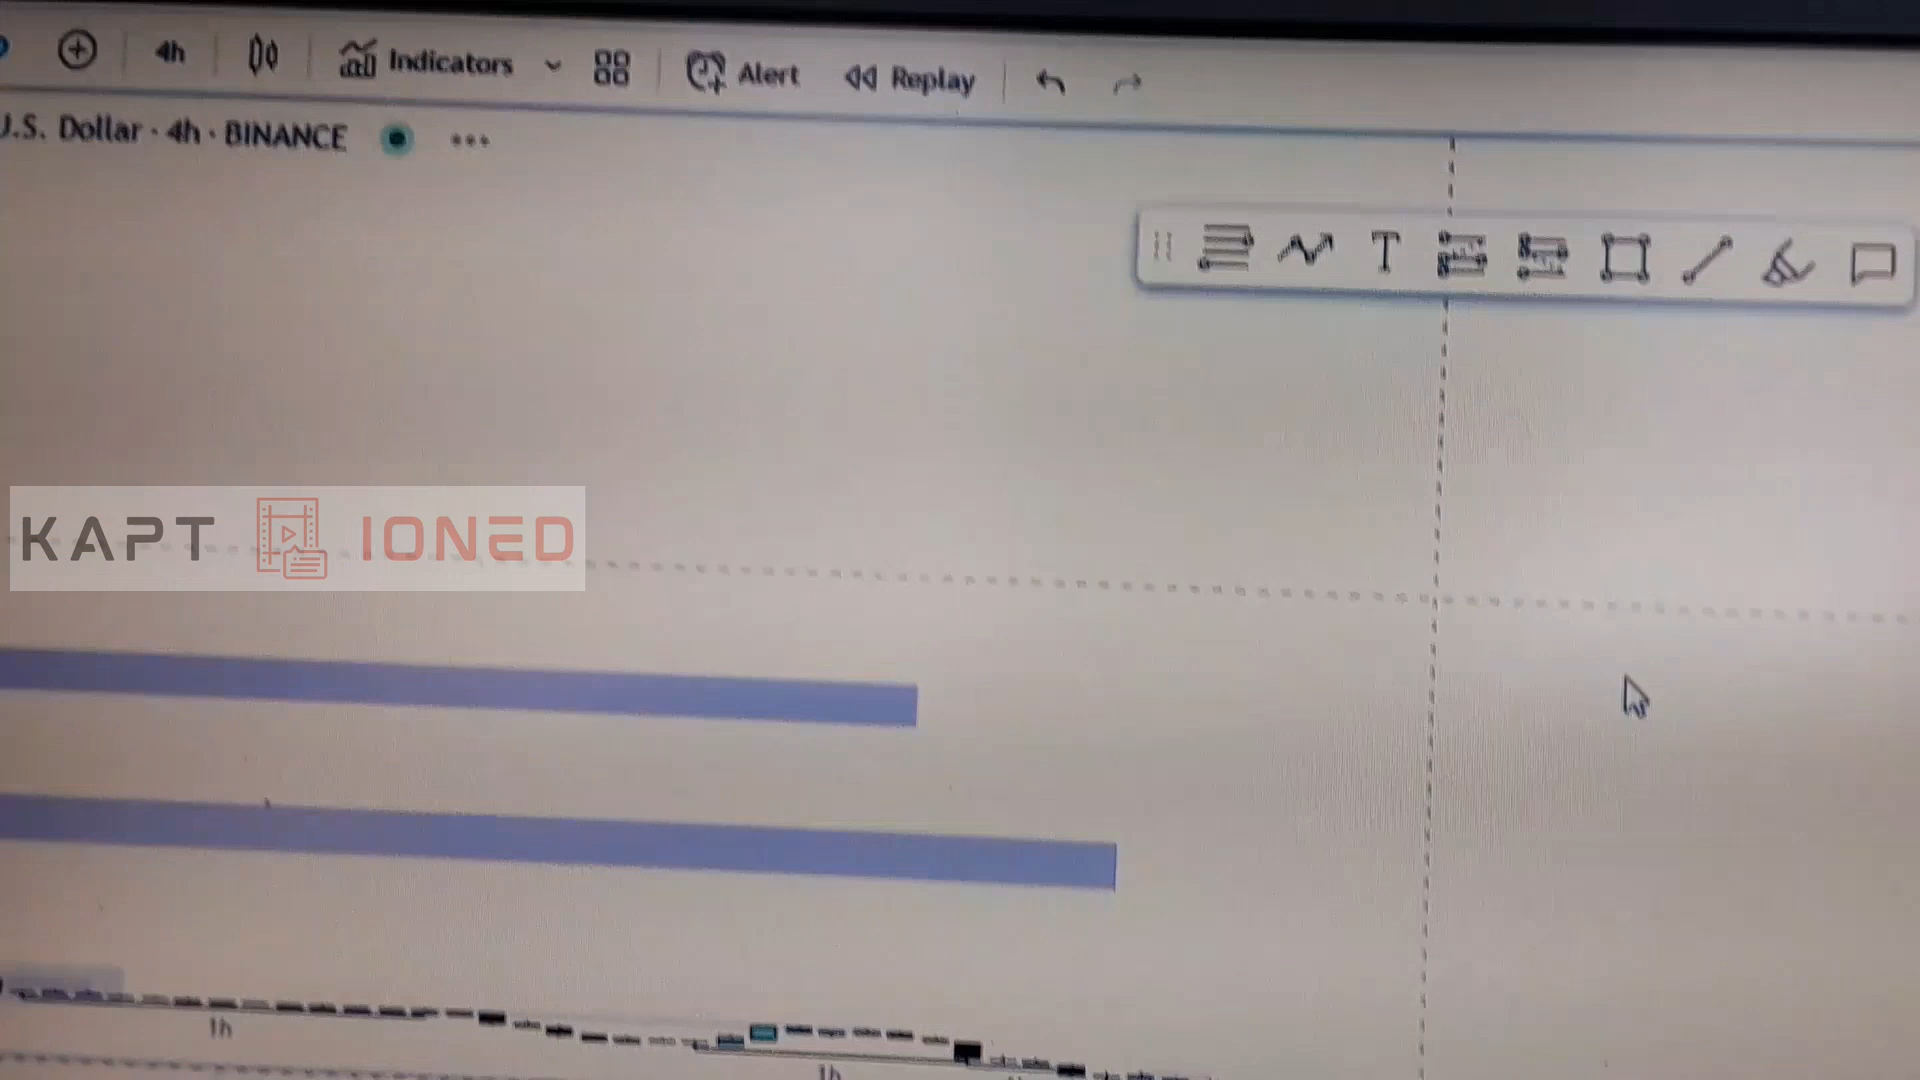 4h Indicators Alert Replay
U.S. Dollar · 4h · BINANCE
T
KAPT IONED
1h
1h